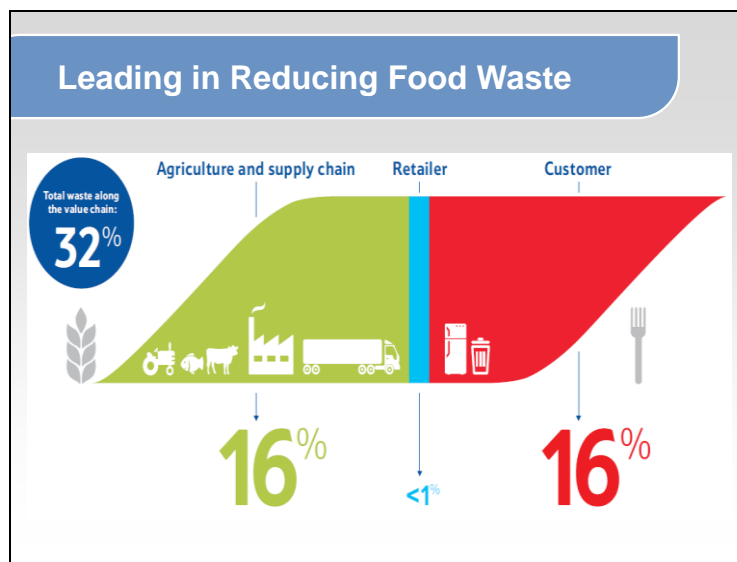 Leading in Reducing Food Waste
Total waste along
the value chain:
32%
Agriculture and supply chain
Retailer
Customer
16%
<1%
16%